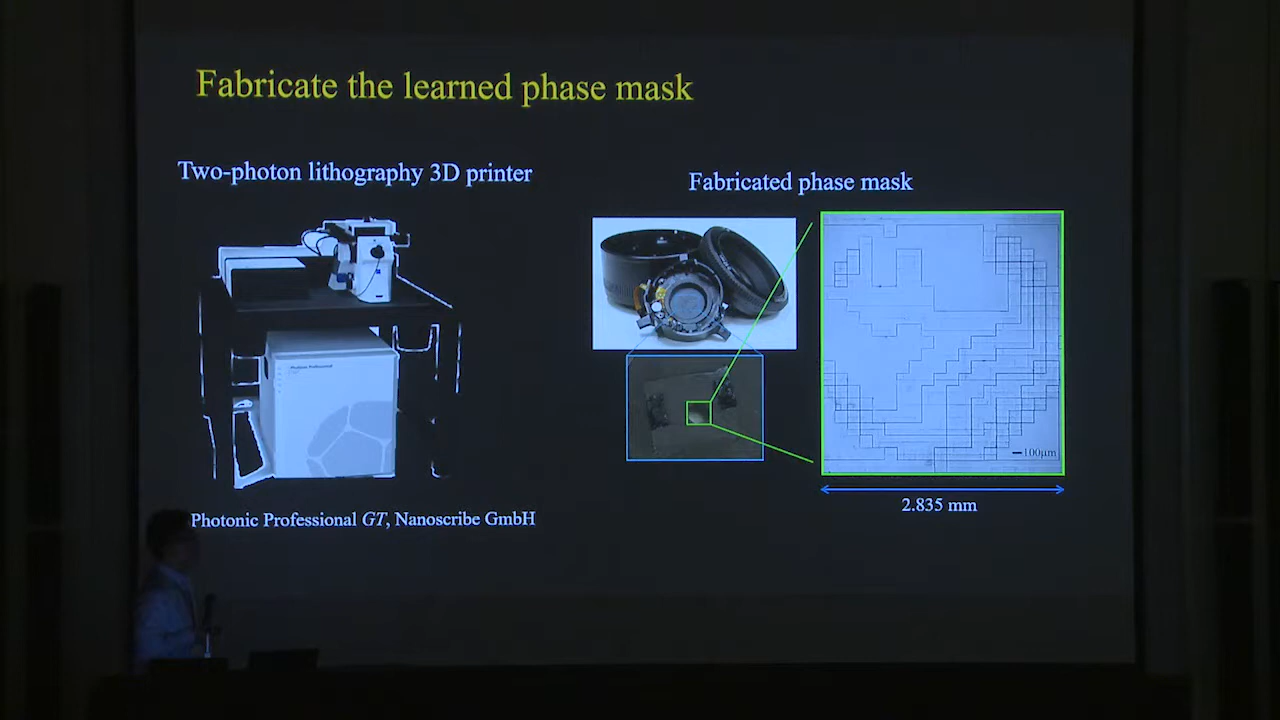 Fabricate the learned phase mask
Two-photon lithography 3D printer
Fabricated phase mask
100μm
2.835 mm
Photonic Professional GT, Nanoscribe GmbH